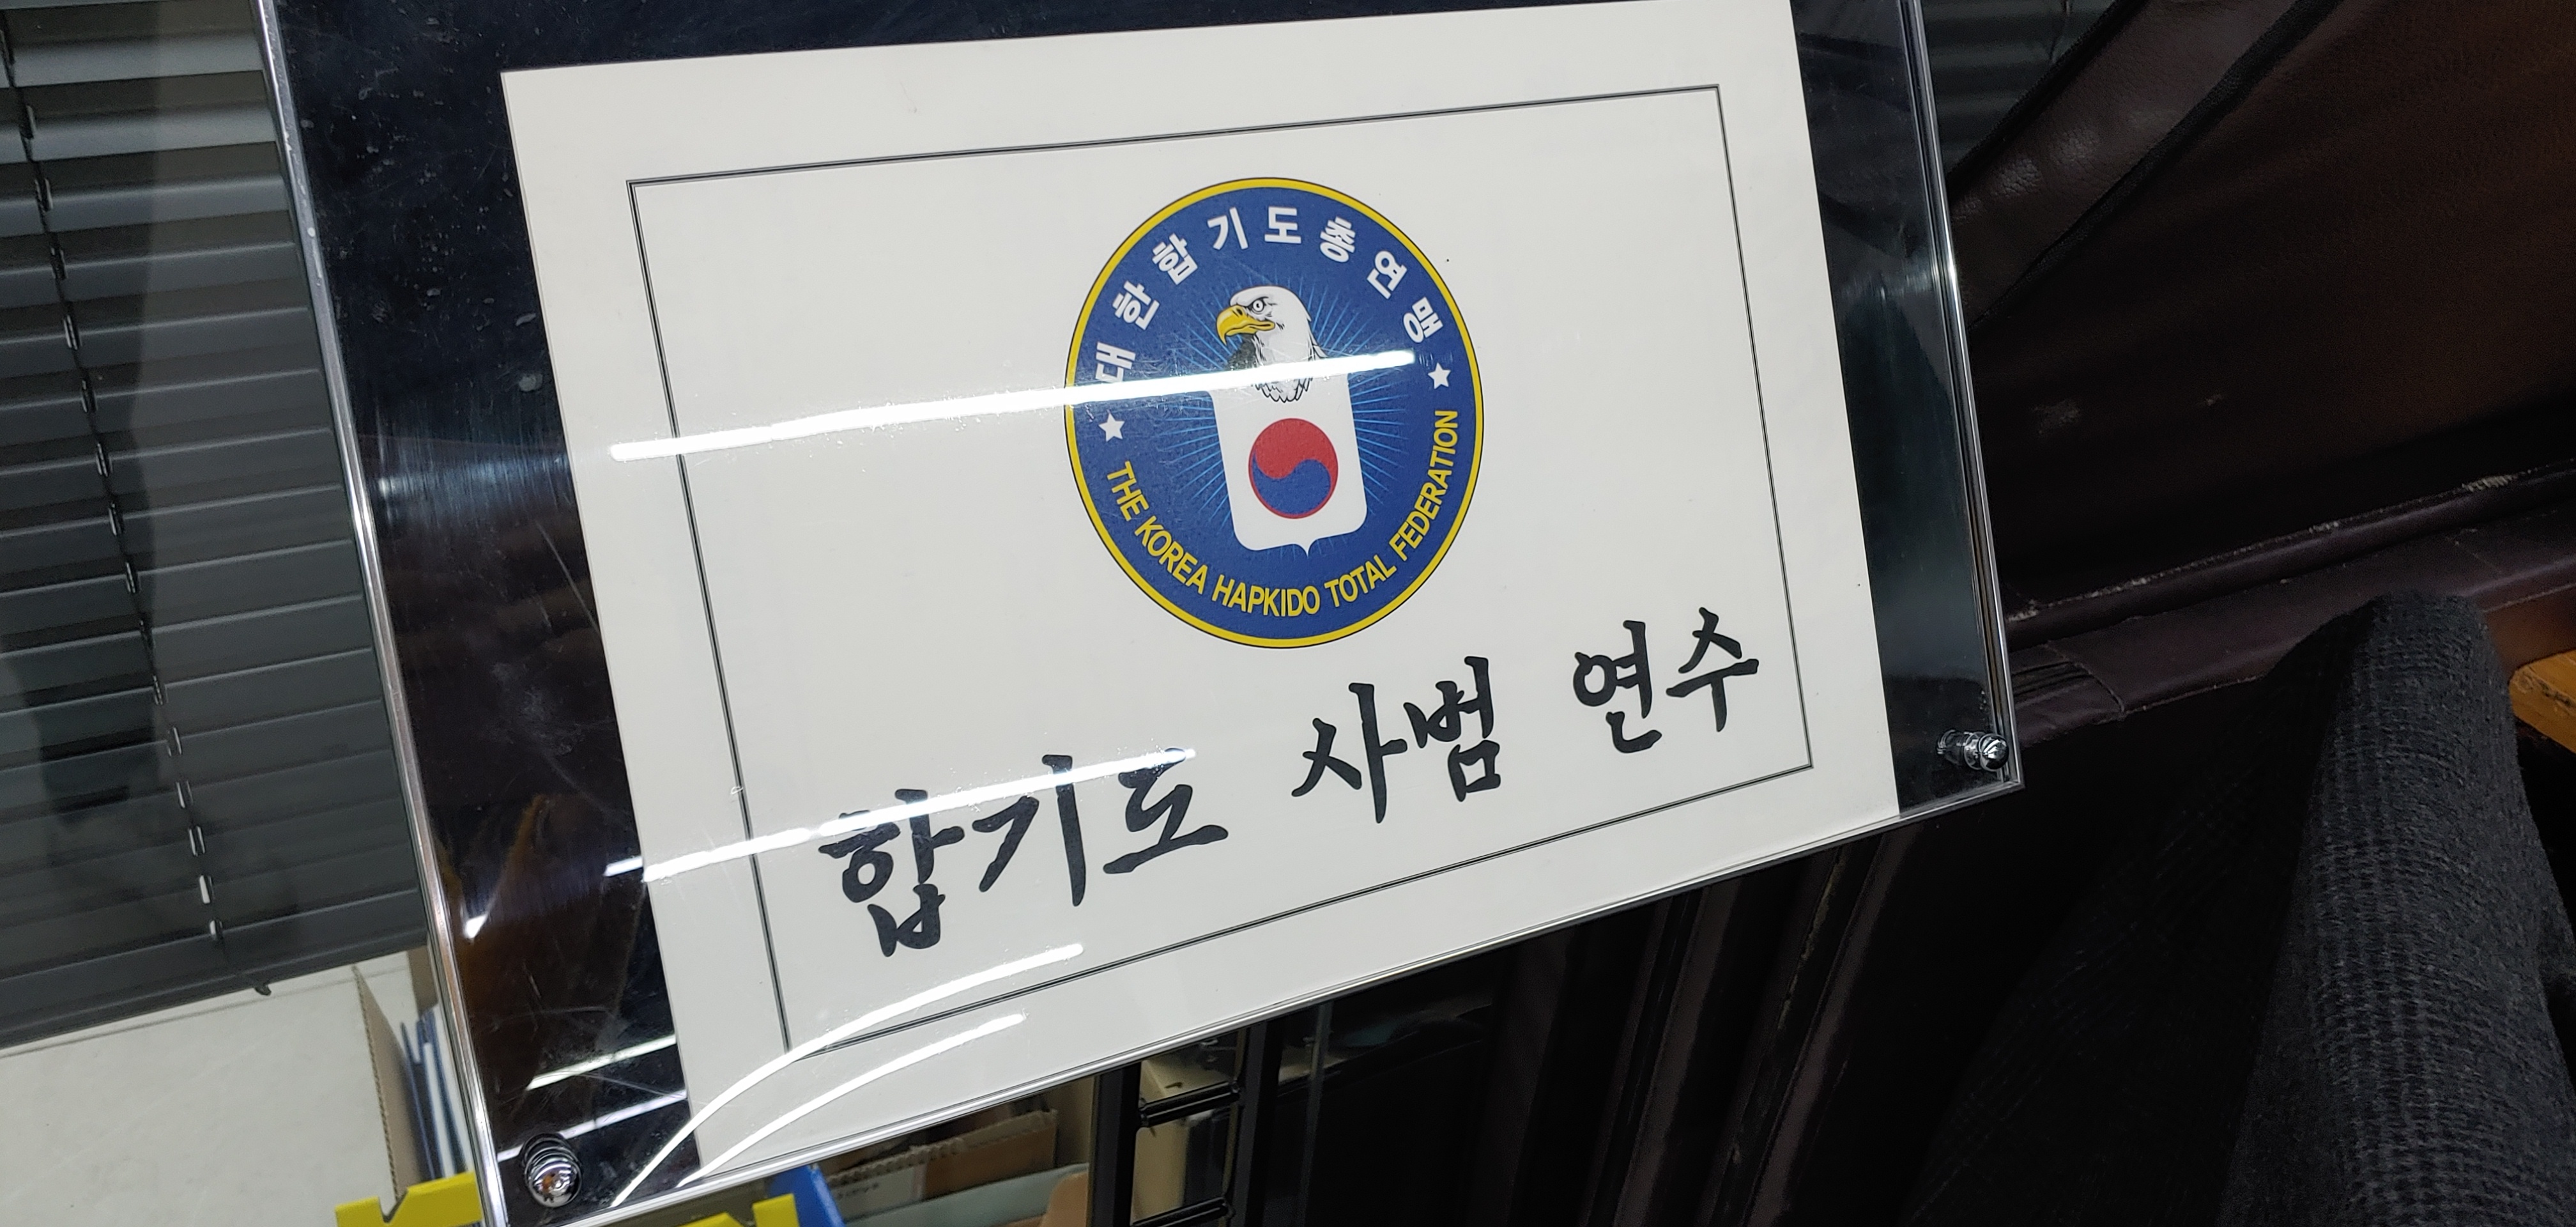 대한합기도총연맹
THE KOREA HAPKIDO TOTAL FEDERATION
합기도 사범 연수